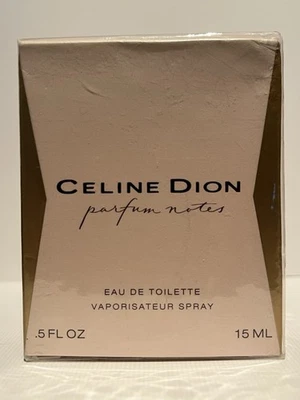 CELINE DION
parfum notes
EAU DE TOILETTE
VAPORISATEUR SPRAY
.5 FL OZ 15 ML